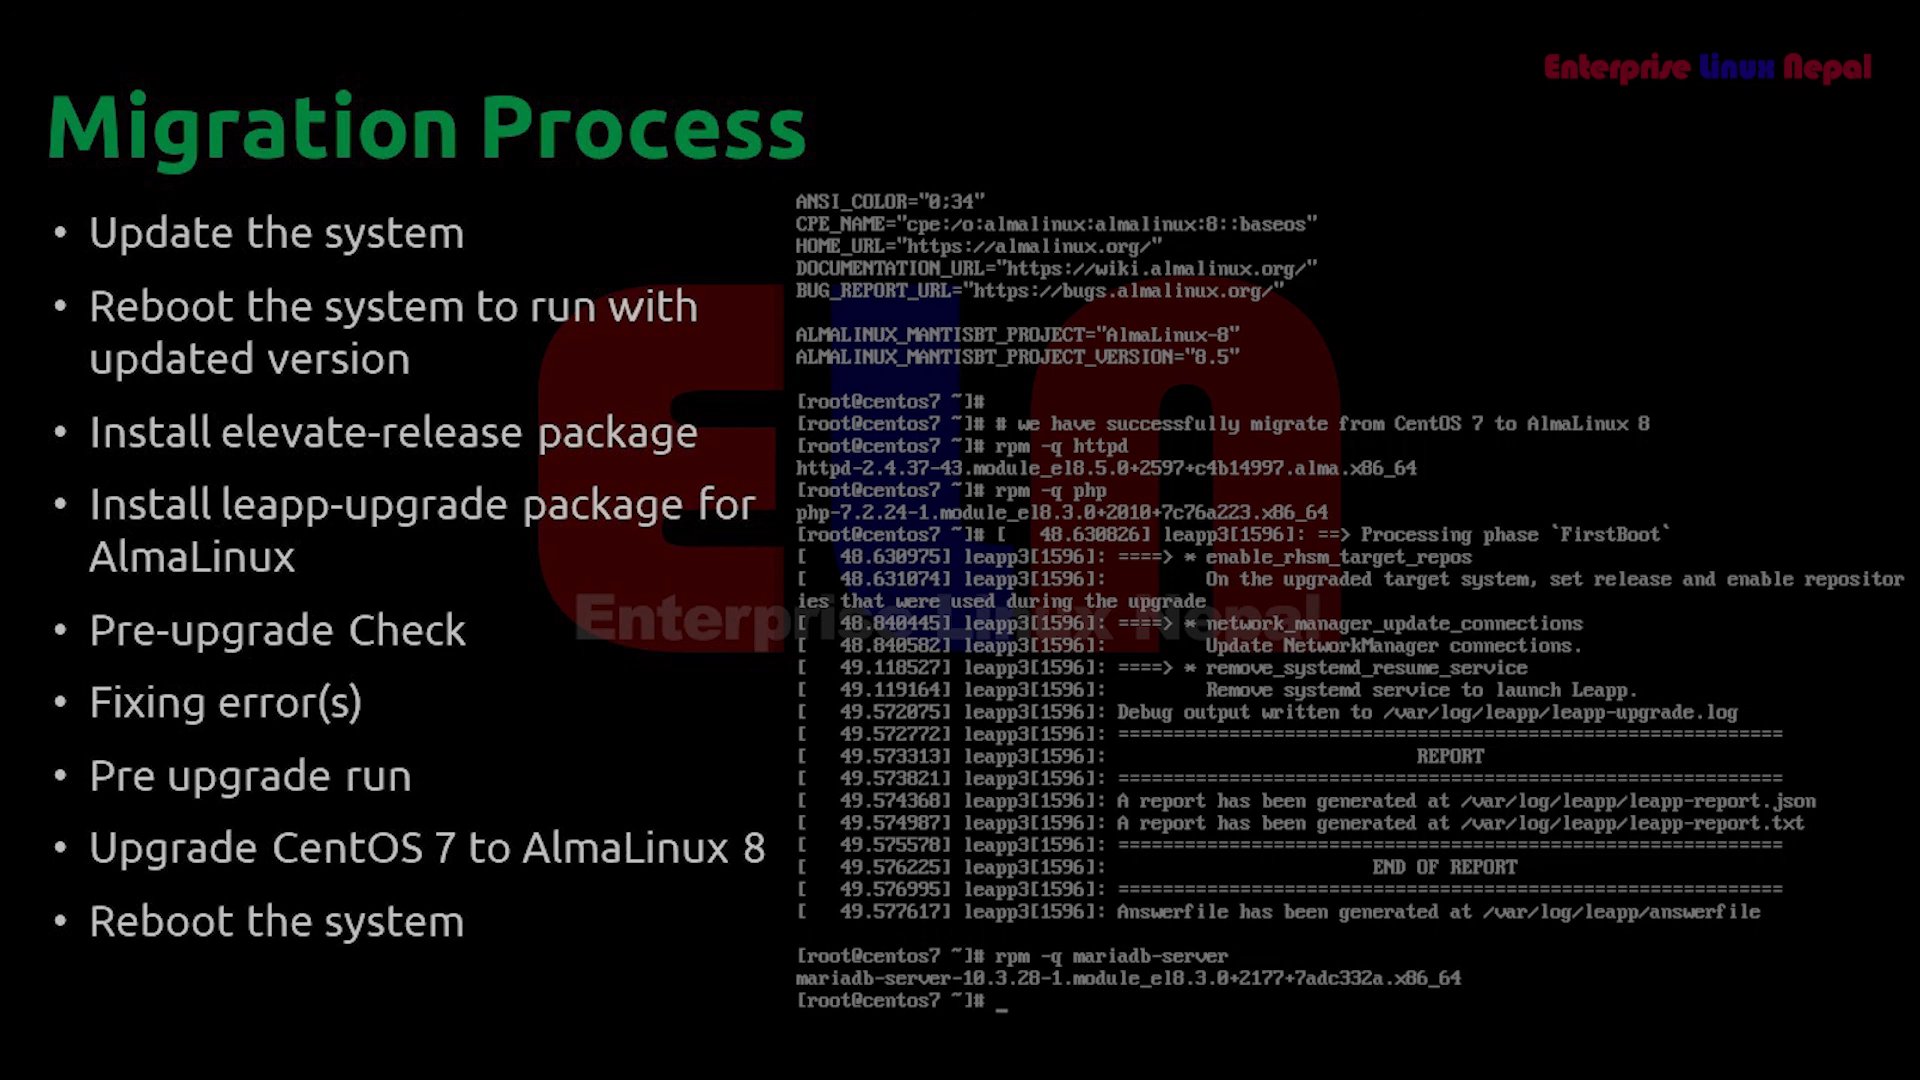 Enterprise Linux Nepal
Migration Process
• Update the system
• Reboot the system to run with
updated version
• Install elevate-release package
• Install leapp-upgrade package for
AlmaLinux
• Pre-upgrade Check
• Fixing error(s)
• Pre upgrade run
• Upgrade CentOS 7 to AlmaLinux 8
• Reboot the system
ANSI_COLOR="0;34"
CPE_NAME="cpe:/o:almalinux:almalinux:8::baseos"
HOME_URL="https://almalinux.org/"
DOCUMENTATION_URL="https://wiki.almalinux.org/"
BUG_REPORT_URL="https://bugs.almalinux.org/"
ALMALINUX_MANTISBT_PROJECT="AlmaLinux-8"
ALMALINUX_MANTISBT_PROJECT_VERSION="8.5"
[root@centos7 ~]#
[root@centos7 ~]# # we have successfully migrate from CentOS 7 to AlmaLinux 8
[root@centos7 ~]# rpm -q httpd
httpd-2.4.37-43.module_el8.5.0+2597+c4b14997.alma.x86_64
[root@centos7 ~]# rpm -q php
php-7.2.24-1.module_el8.3.0+2010+7c76a223.x86_64
[root@centos7 ~]# [   48.630826] leapp3[1596]: ==> Processing phase `FirstBoot`
[   48.630975] leapp3[1596]: ====> * enable_rhsm_target_repos
[   48.631074] leapp3[1596]:         On the upgraded target system, set release and enable repositor
ies that were used during the upgrade
[   48.840445] leapp3[1596]: ====> * network_manager_update_connections
[   48.840582] leapp3[1596]:         Update NetworkManager connections.
[   49.118527] leapp3[1596]: ====> * remove_systemd_resume_service
[   49.119164] leapp3[1596]:         Remove systemd service to launch Leapp.
[   49.572075] leapp3[1596]: Debug output written to /var/log/leapp/leapp-upgrade.log
[   49.572772] leapp3[1596]: ============================================================
[   49.573313] leapp3[1596]:                            REPORT
[   49.573821] leapp3[1596]: ============================================================
[   49.574368] leapp3[1596]: A report has been generated at /var/log/leapp/leapp-report.json
[   49.574987] leapp3[1596]: A report has been generated at /var/log/leapp/leapp-report.txt
[   49.575578] leapp3[1596]: ============================================================
[   49.576225] leapp3[1596]:                        END OF REPORT
[   49.576995] leapp3[1596]: ============================================================
[   49.577617] leapp3[1596]: Answerfile has been generated at /var/log/leapp/answerfile
[root@centos7 ~]# rpm -q mariadb-server
mariadb-server-10.3.28-1.module_el8.3.0+2177+7adc332a.x86_64
[root@centos7 ~]# _
ELN
Enterprise Linux Nepal